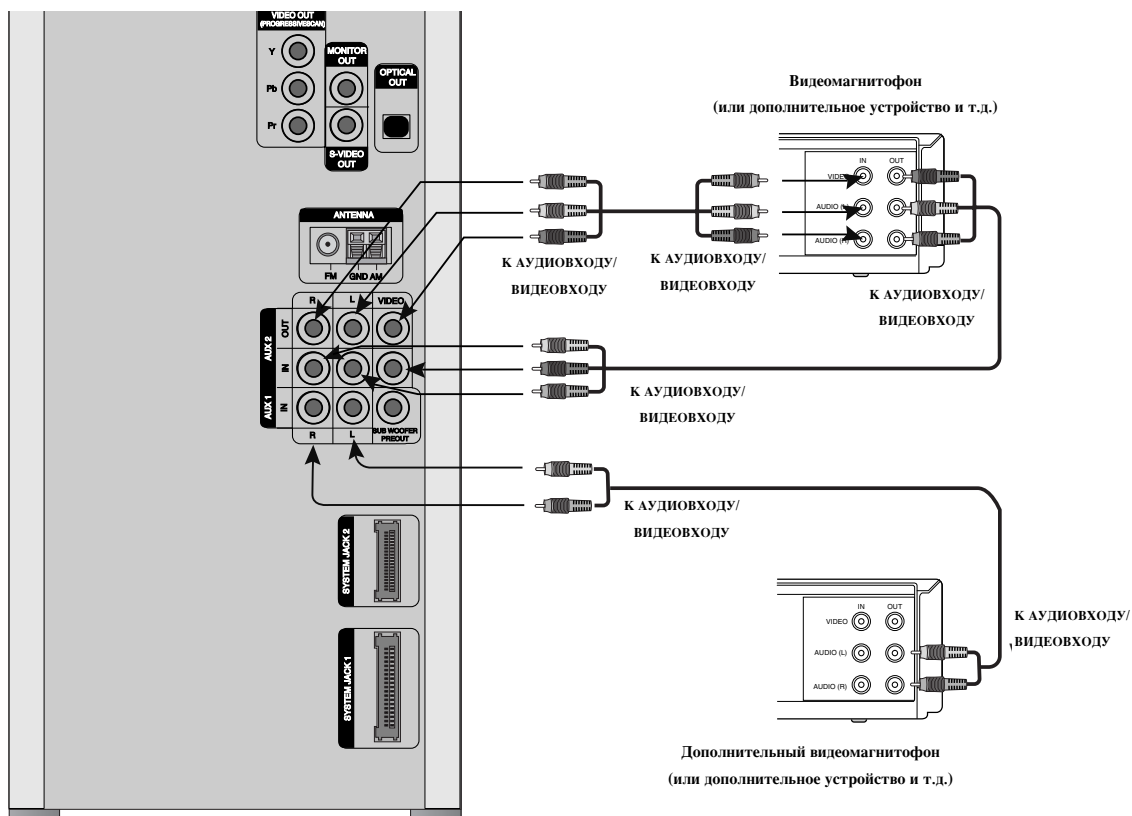 VIDEO OUT
(PROGRESSIVE SCAN)
Y
Pb
Pr
MONITOR
OUT
S-VIDEO
OUT
OPTICAL
OUT
ANTENNA
FM
GND AM
R
L
VIDEO
AUX 2
OUT
IN
AUX 1
IN
R
L
SUB WOOFER
PREOUT
SYSTEM JACK 2
SYSTEM JACK 1
Видеомагнитофон
(или дополнительное устройство и т.д.)
IN
OUT
VIDEO
AUDIO (L)
AUDIO (R)
К АУДИОВХОДУ/
ВИДЕОВХОДУ
К АУДИОВХОДУ/
ВИДЕОВХОДУ
К АУДИОВХОДУ/
ВИДЕОВХОДУ
К АУДИОВХОДУ/
ВИДЕОВХОДУ
К АУДИОВХОДУ/
ВИДЕОВХОДУ
IN
OUT
VIDEO
AUDIO (L)
AUDIO (R)
К АУДИОВХОДУ/
ВИДЕОВХОДУ
Дополнительный видеомагнитофон
(или дополнительное устройство и т.д.)